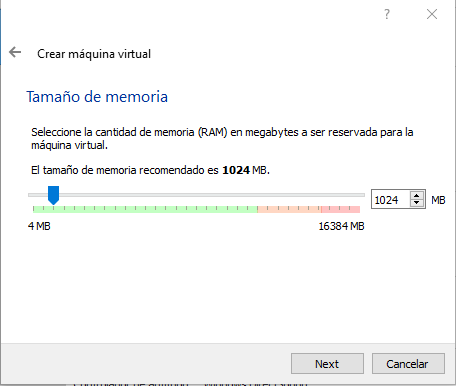 ?
Crear máquina virtual
Tamaño de memoria
Seleccione la cantidad de memoria (RAM) en megabytes a ser reservada para la
máquina virtual.
El tamaño de memoria recomendado es 1024 MB.
1024 MB
4 MB 16384 MB
Next Cancelar